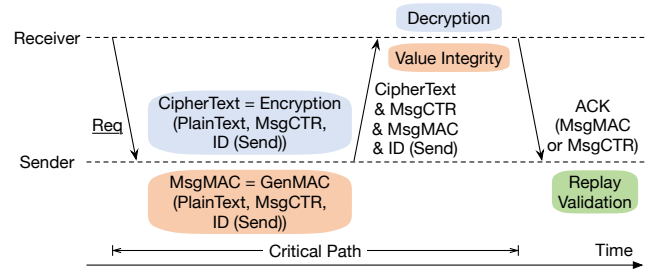 Decryption
Receiver
Value Integrity
CipherText = Encryption
(PlainText, MsgCTR,
ID (Send))
CipherText
& MsgCTR
& MsgMAC
& ID (Send)
Req
ACK
(MsgMAC
or MsgCTR)
Sender
MsgMAC = GenMAC
(PlainText, MsgCTR,
ID (Send))
Replay
Validation
Critical Path
Time